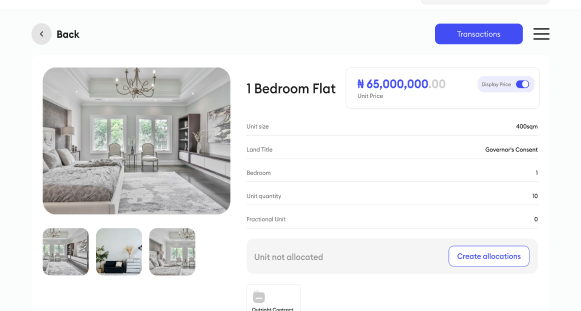 Back
Transactions
1 Bedroom Flat
₦ 65,000,000.00
Unit Price
Display Price
Unit size 400sqm
Land Title Governor's Consent
Bedroom 1
Unit quantity 10
Fractional Unit 0
Unit not allocated
Create allocations
Outright Contract